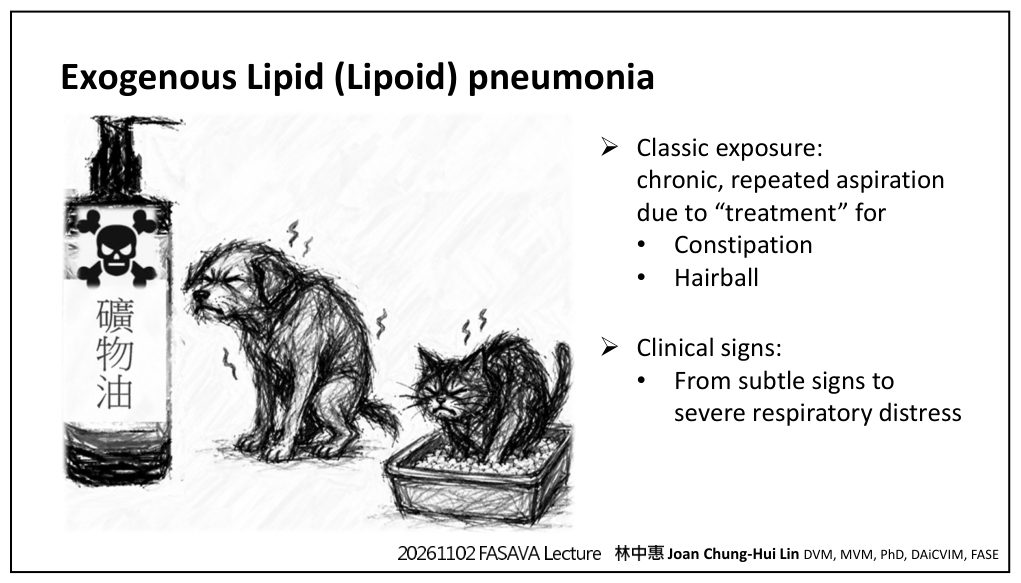 Exogenous Lipid (Lipoid) pneumonia
礦
物
油
➢ Classic exposure:
chronic, repeated aspiration
due to “treatment” for
• Constipation
• Hairball
➢ Clinical signs:
• From subtle signs to
severe respiratory distress
20261102 FASAVA Lecture 林中惠 Joan Chung-Hui Lin DVM, MVM, PhD, DAiCVIM, FASE